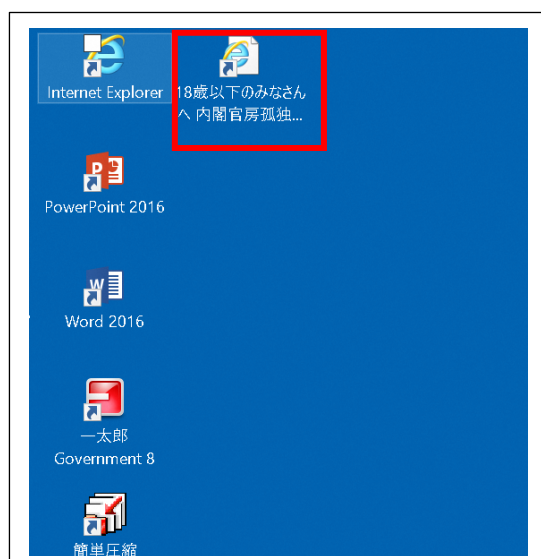 Internet Explorer
18歳以下のみなさん
へ 内閣官房孤独...
PowerPoint 2016
Word 2016
一太郎
Government 8
簡単圧縮